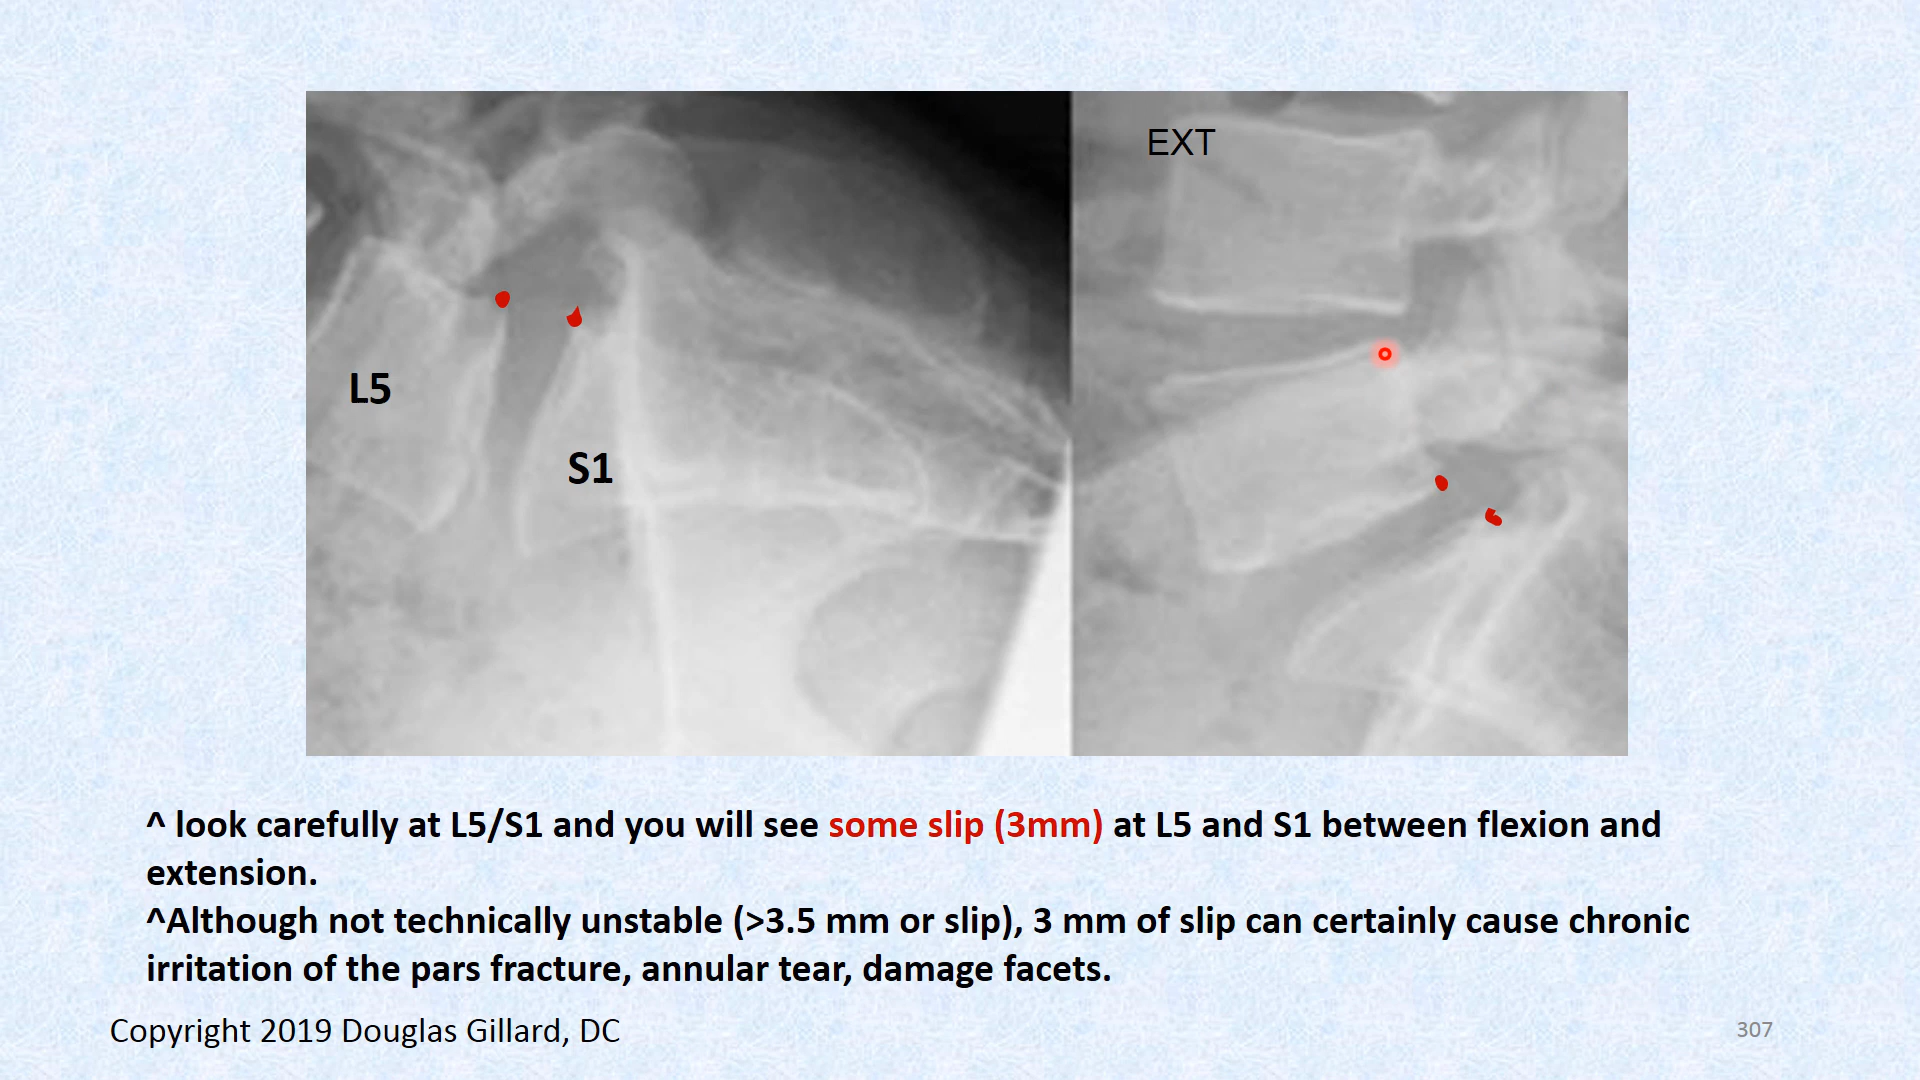 EXT
L5
S1
^ look carefully at L5/S1 and you will see some slip (3mm) at L5 and S1 between flexion and
extension.
^Although not technically unstable (>3.5 mm or slip), 3 mm of slip can certainly cause chronic
irritation of the pars fracture, annular tear, damage facets.
Copyright 2019 Douglas Gillard, DC
307